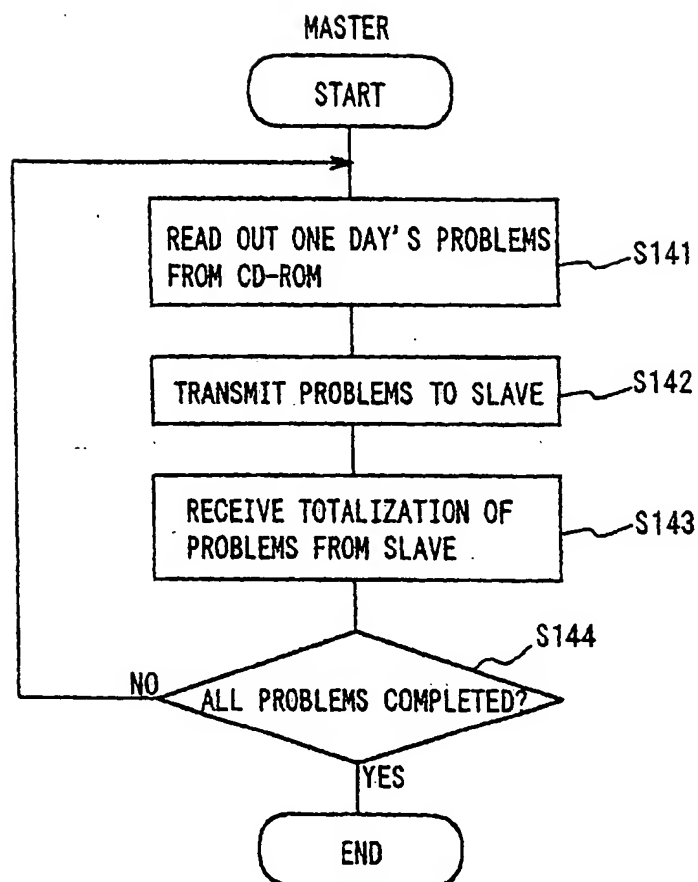 MASTER
START
READ OUT ONE DAY'S PROBLEMS
FROM CD-ROM
S141
TRANSMIT PROBLEMS TO SLAVE
S142
RECEIVE TOTALIZATION OF
PROBLEMS FROM SLAVE
S143
S144
NO
ALL PROBLEMS COMPLETED?
YES
END